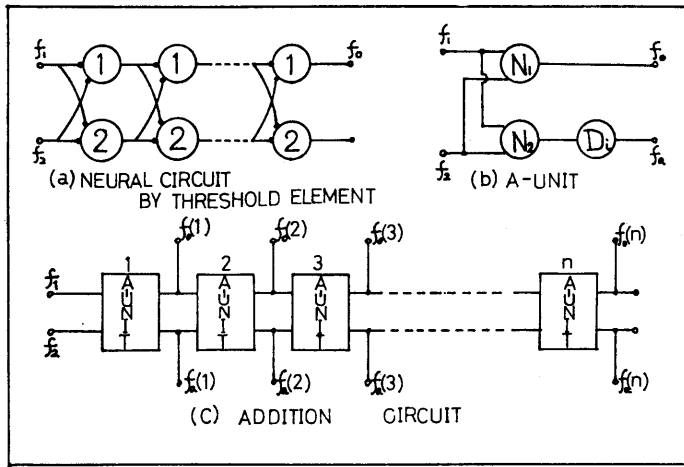 f1 1 1 1 fo
f2 2 2 2
(a) NEURAL CIRCUIT
BY THRESHOLD ELEMENT
f1 N1 fo
f2 N2 Di fa
(b) A-UNIT
fo(1) fo(2) fo(3) fo(n)
1 2 3 n
f1
f2
A-UNIT A-UNIT A-UNIT A-UNIT
fa(1) fa(2) fa(3) fa(n)
(C) ADDITION CIRCUIT